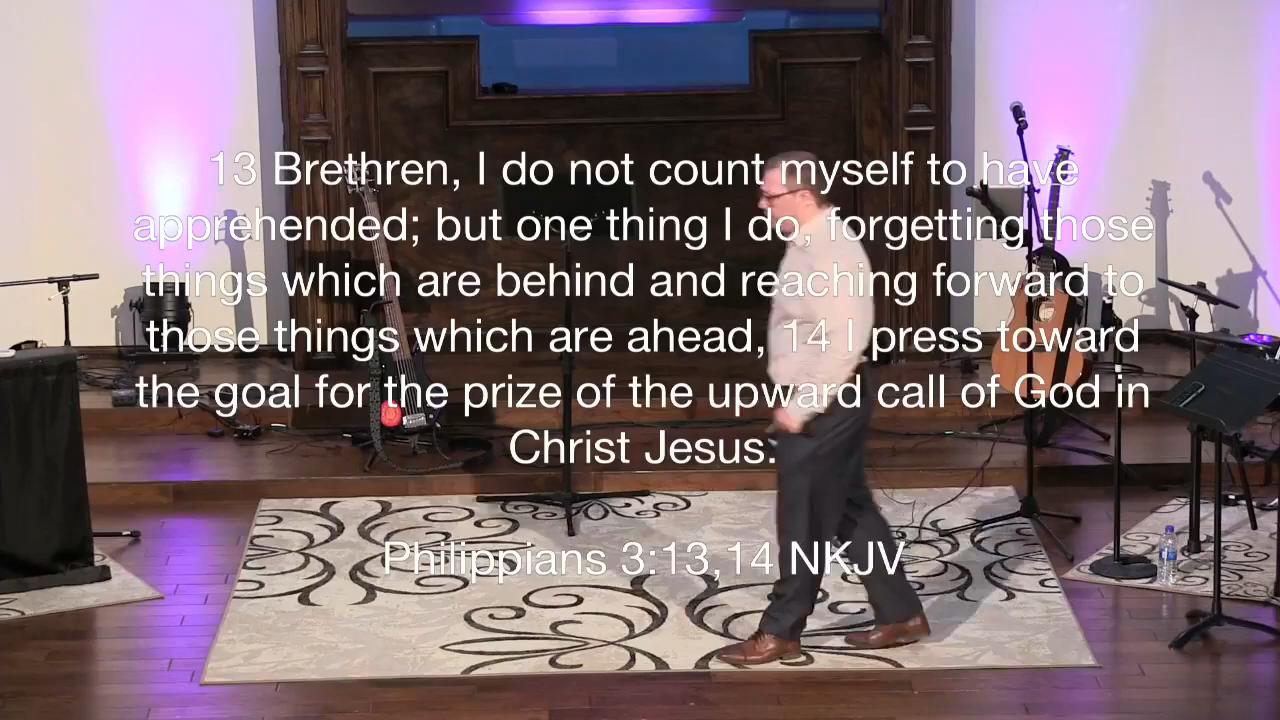 13 Brethren, I do not count myself to have
apprehended; but one thing I do, forgetting those
things which are behind and reaching forward to
those things which are ahead, 14 I press toward
the goal for the prize of the upward call of God in
Christ Jesus.
Philippians 3:13,14 NKJV